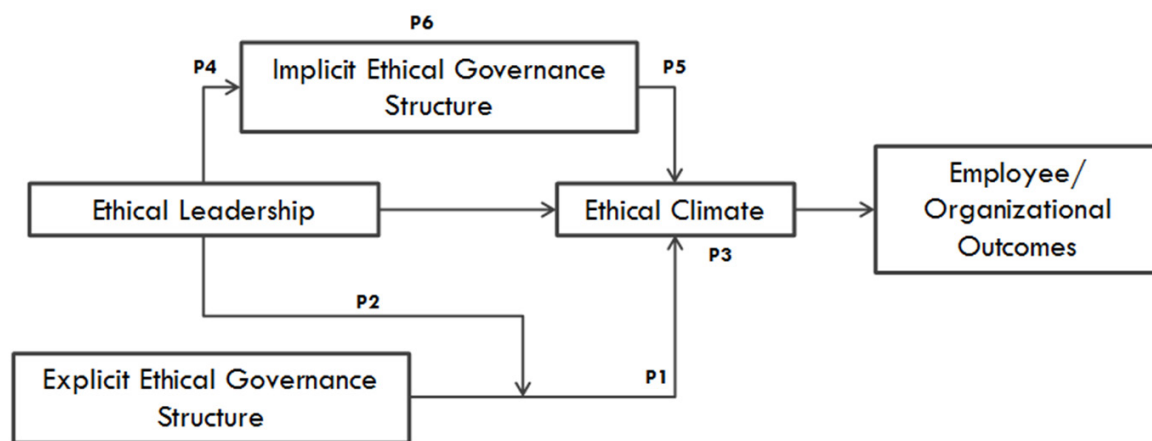 P6
P4
Implicit Ethical Governance
Structure
P5
Ethical Leadership
Ethical Climate
Employee/
Organizational
Outcomes
P3
P2
Explicit Ethical Governance
Structure
P1